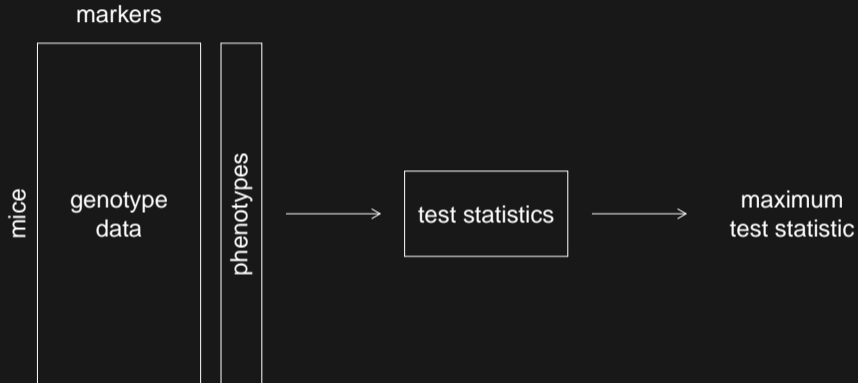 markers
mice
genotype
data
phenotypes
test statistics
maximum
test statistic